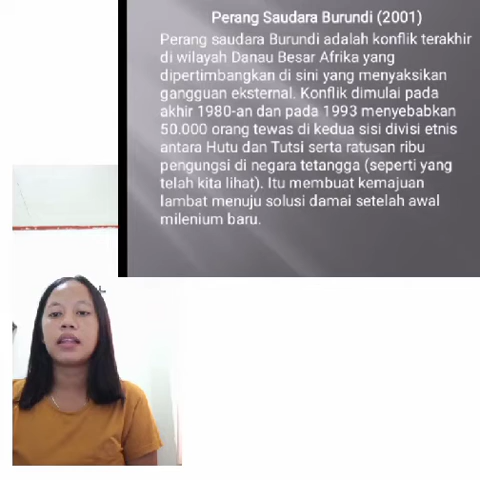 Perang Saudara Burundi (2001)
Perang saudara Burundi adalah konflik terakhir
di wilayah Danau Besar Afrika yang
dipertimbangkan di sini yang menyaksikan
gangguan eksternal. Konflik dimulai pada
akhir 1980-an dan pada 1993 menyebabkan
50.000 orang tewas di kedua sisi divisi etnis
antara Hutu dan Tutsi serta ratusan ribu
pengungsi di negara tetangga (seperti yang
telah kita lihat). Itu membuat kemajuan
lambat menuju solusi damai setelah awal
milenium baru.